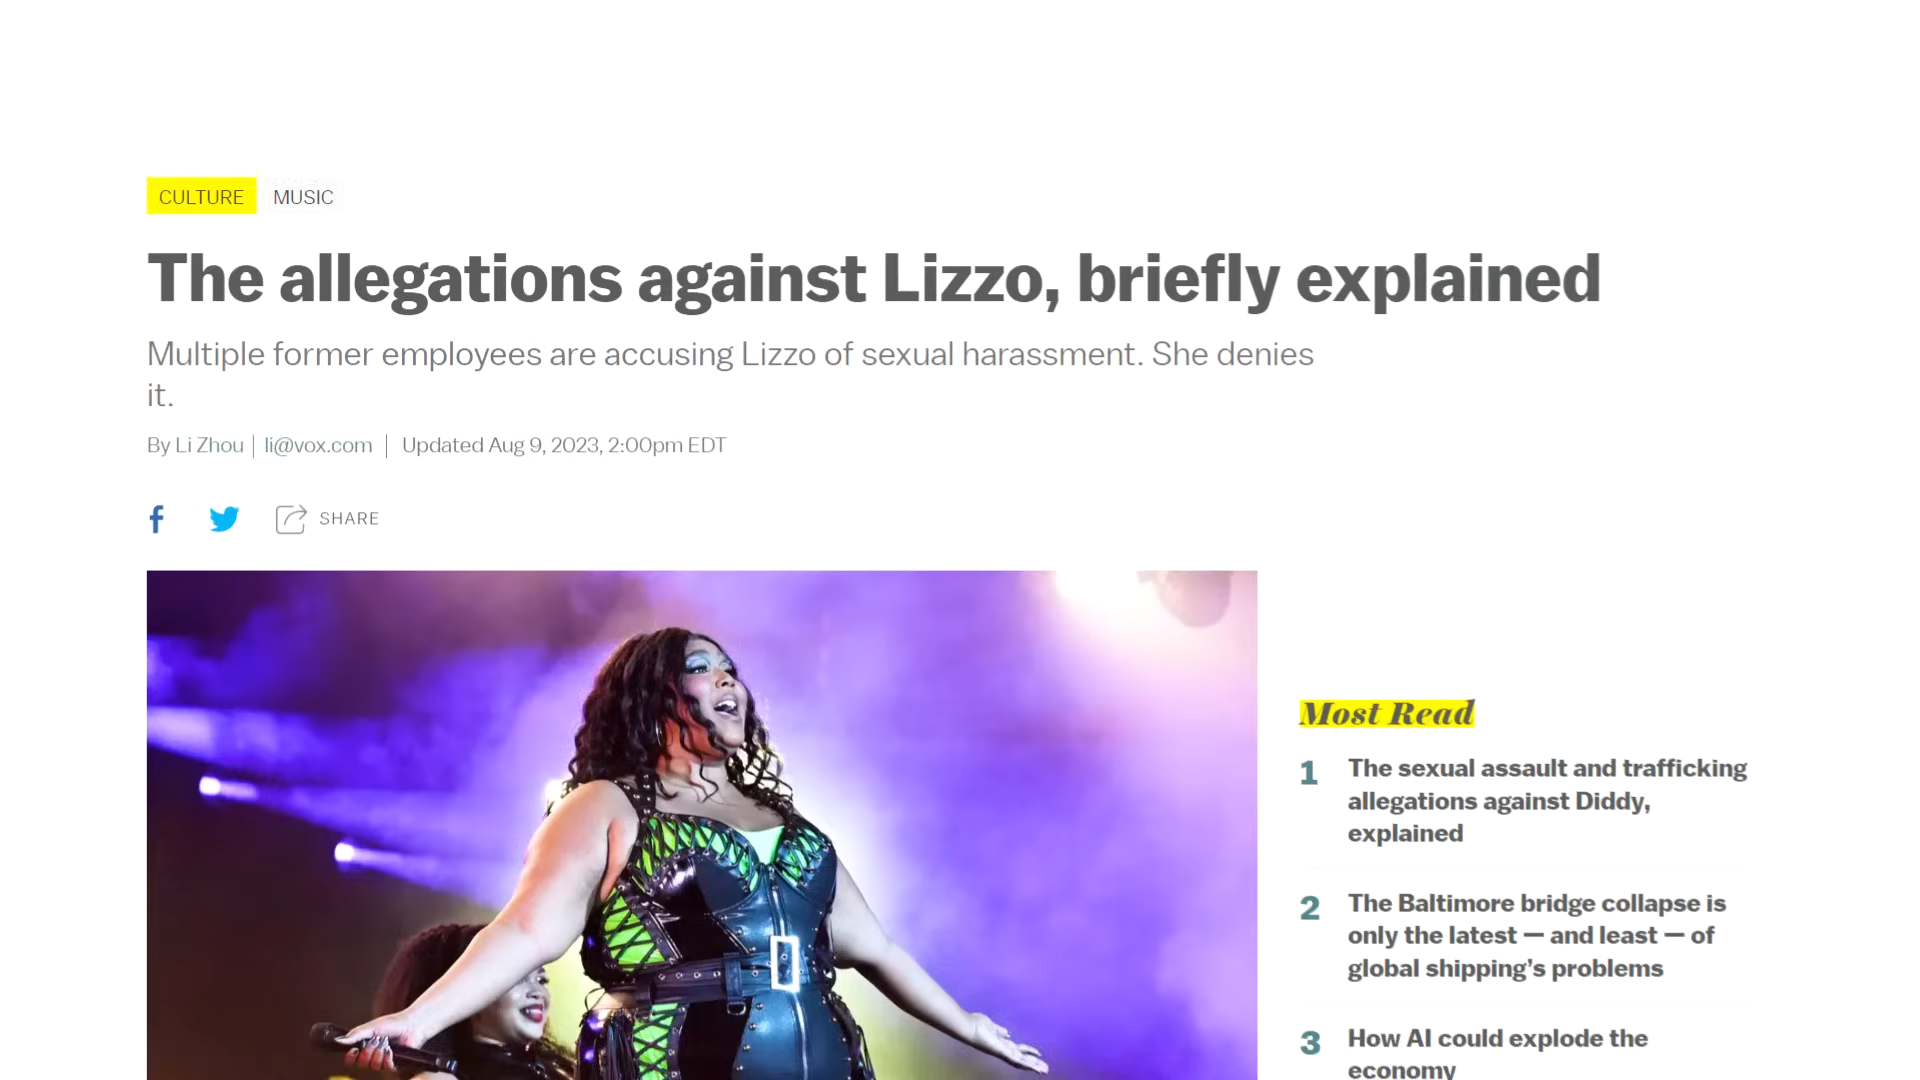 CULTURE MUSIC
The allegations against Lizzo, briefly explained
Multiple former employees are accusing Lizzo of sexual harassment. She denies
it.
By Li Zhou | li@vox.com | Updated Aug 9, 2023, 2:00pm EDT
SHARE
Most Read
1 The sexual assault and trafficking
allegations against Diddy,
explained
2 The Baltimore bridge collapse is
only the latest — and least — of
global shipping's problems
3 How AI could explode the
economy